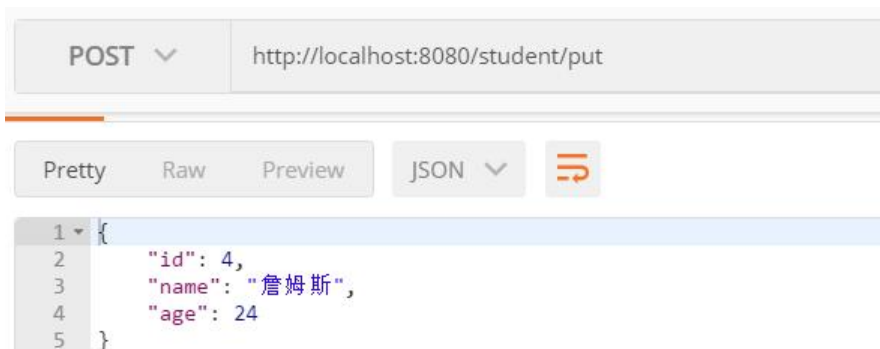 POST http://localhost:8080/student/put
Pretty Raw Preview JSON
1 {
2 "id": 4,
3 "name": "詹姆斯",
4 "age": 24
5 }